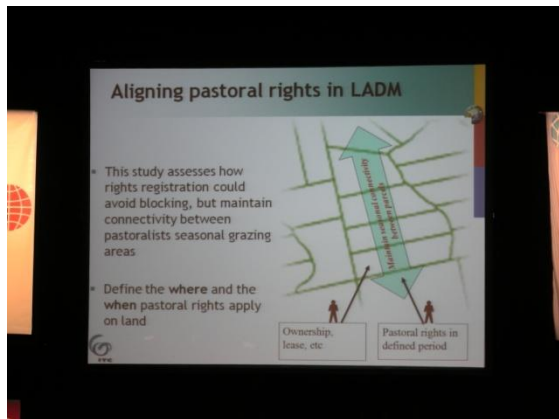 Aligning pastoral rights in LADM
This study assesses how
rights registration could
avoid blocking, but maintain
connectivity between
pastoralists seasonal grazing
areas
Define the where and the
when pastoral rights apply
on land
Maintain seasonal connectivity
between parcels
Ownership,
lease, etc
Pastoral rights in
defined period
ITC